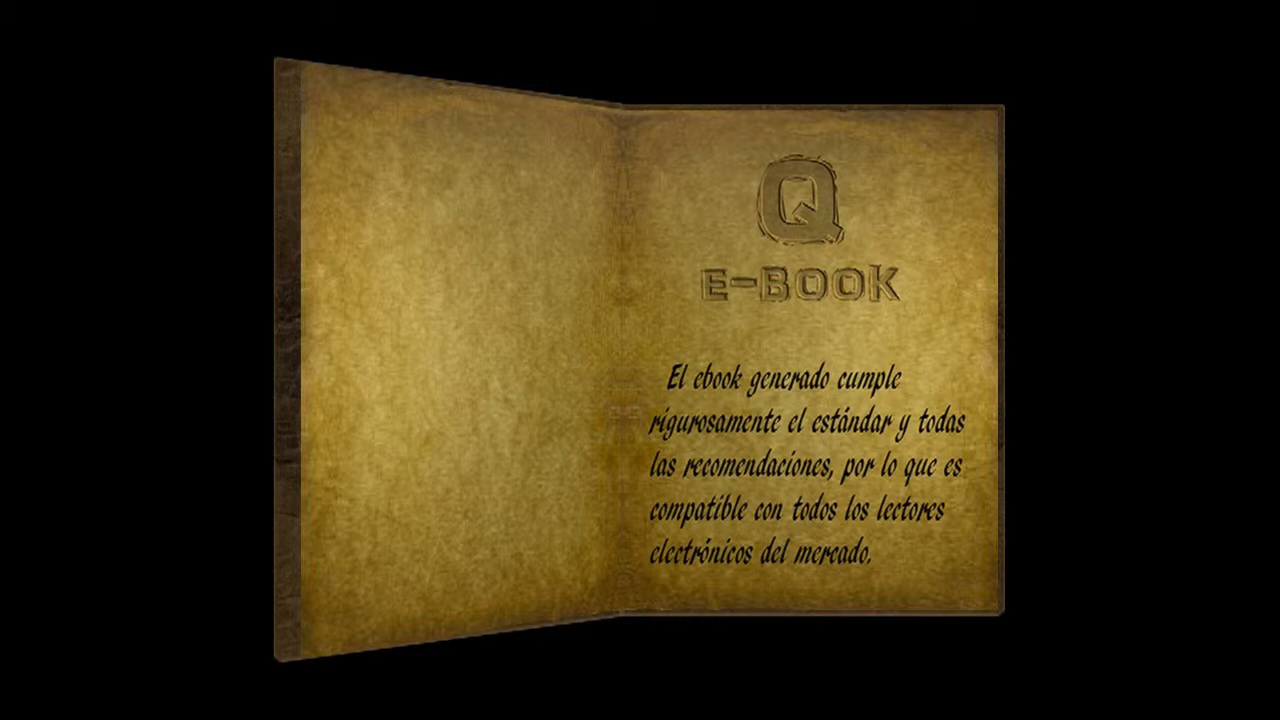 Q
E-BOOK
El ebook generado cumple
rigurosamente el estándar y todas
las recomendaciones, por lo que es
compatible con todos los lectores
electrónicos del mercado.